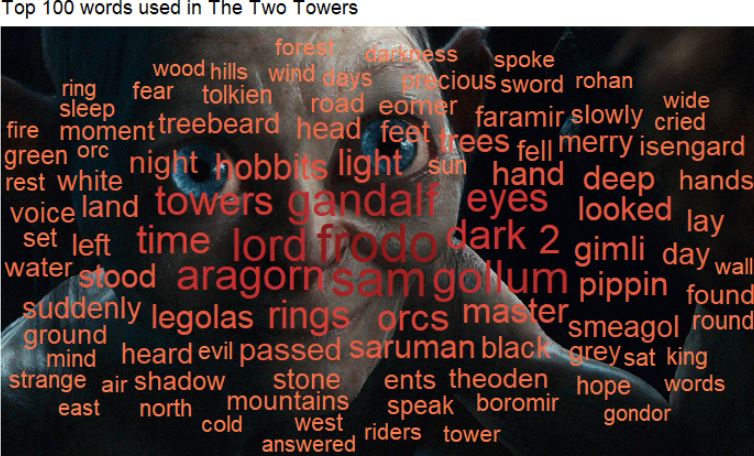 Top 100 words used in The Two Towers
forest darkness spoke
wood hills wind days precious sword rohan
ring fear tolkien road eomer wide
sleep faramir slowly cried
fire moment treebeard head feet trees fell merry isengard
green orc night hobbits light sun hand deep hands
rest white towers gandalf eyes looked lay
voice land
set left time lord frodo dark 2 gimli day wall
water stood aragorn sam gollum pippin found
suddenly legolas rings orcs master smeagol round
ground
mind heard evil passed saruman black grey sat king
strange air shadow stone ents theoden hope words
east north mountains speak boromir gondor
cold west riders tower
answered